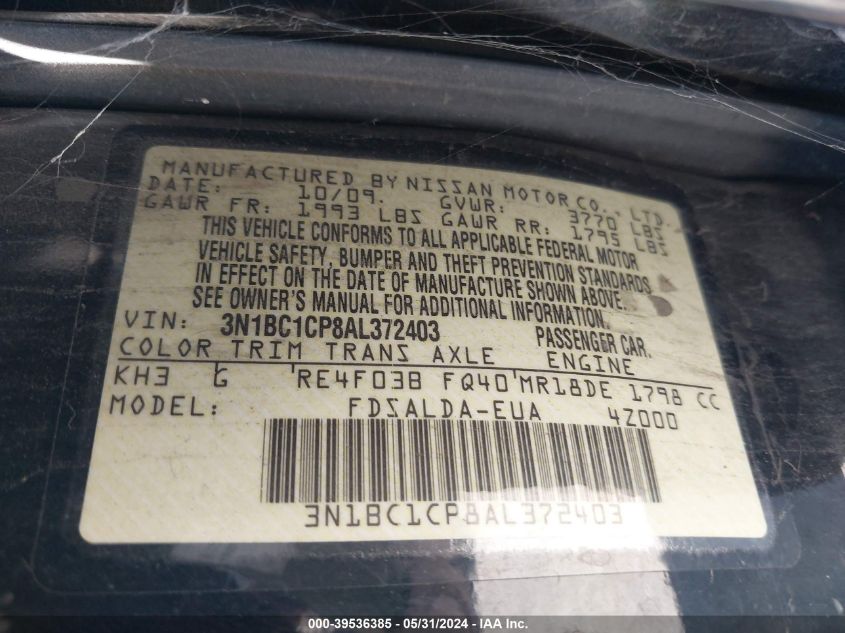 MANUFACTURED BY NISSAN MOTOR CO., LTD.
DATE: 10/09. GVWR: 3770 LBS
GAWR FR: 1993 LBS GAWR RR: 1795 LBS
THIS VEHICLE CONFORMS TO ALL APPLICABLE FEDERAL MOTOR
VEHICLE SAFETY, BUMPER AND THEFT PREVENTION STANDARDS
IN EFFECT ON THE DATE OF MANUFACTURE SHOWN ABOVE.
SEE OWNER'S MANUAL FOR ADDITIONAL INFORMATION.
VIN: 3N1BC1CP8AL372403 PASSENGER CAR.
COLOR TRIM TRANS AXLE ENGINE
KH3 G RE4F03B FQ40 MR18DE 1798 CC
MODEL: FDSALDA-EUA 4Z000
3N1BC1CP8AL372403
000-39536385 - 05/31/2024 - IAA Inc.